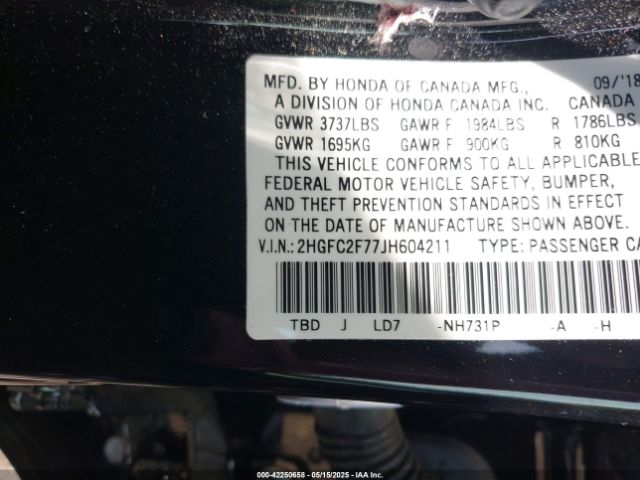 MFD. BY HONDA OF CANADA MFG., 09/'18
A DIVISION OF HONDA CANADA INC. CANADA
GVWR 3737LBS GAWR F 1984LBS R 1786LBS
GVWR 1695KG GAWR F 900KG R 810KG
THIS VEHICLE CONFORMS TO ALL APPLICABLE
FEDERAL MOTOR VEHICLE SAFETY, BUMPER,
AND THEFT PREVENTION STANDARDS IN EFFECT
ON THE DATE OF MANUFACTURE SHOWN ABOVE.
V.I.N.: 2HGFC2F77JH604211 TYPE: PASSENGER CA
TBD J LD7 -NH731P -A -H
000-42250658 - 05/15/2025 - IAA Inc.